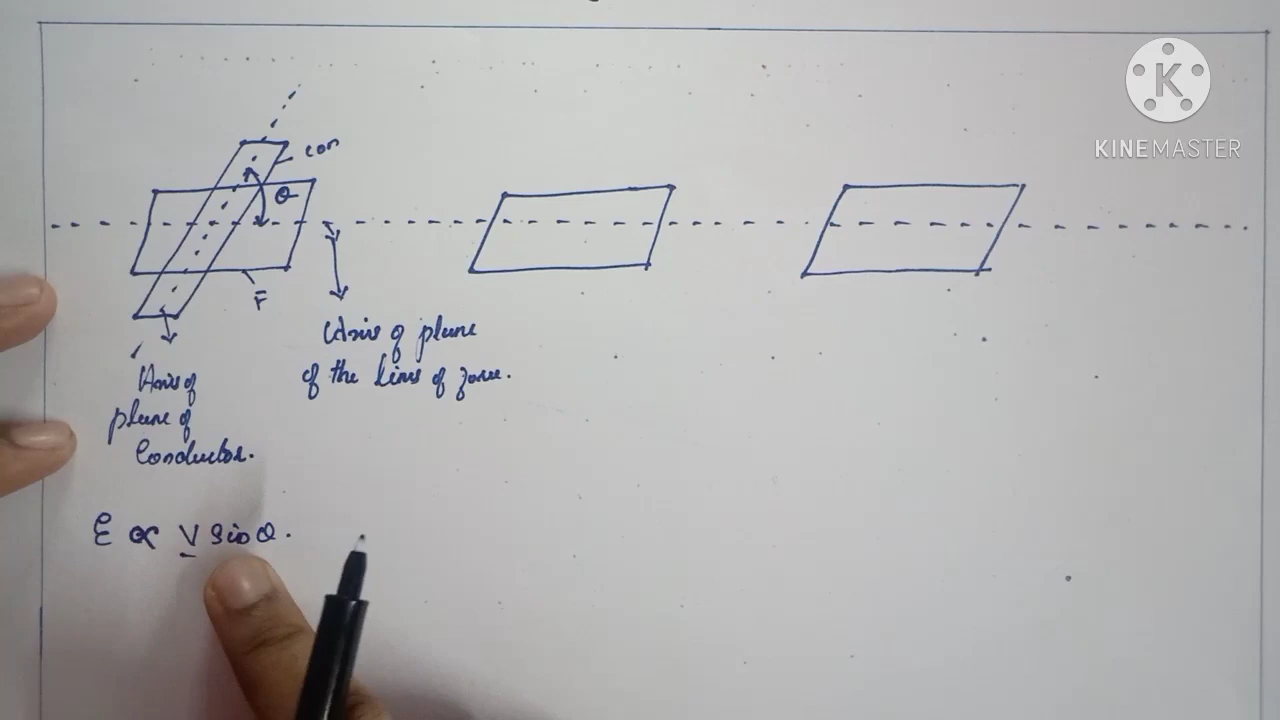 K
KINEMASTER
con
θ
F
Axis of plane
of the lines of force.
Axis of
plane of
Conductor.
Ɛ ∝ V sinθ.